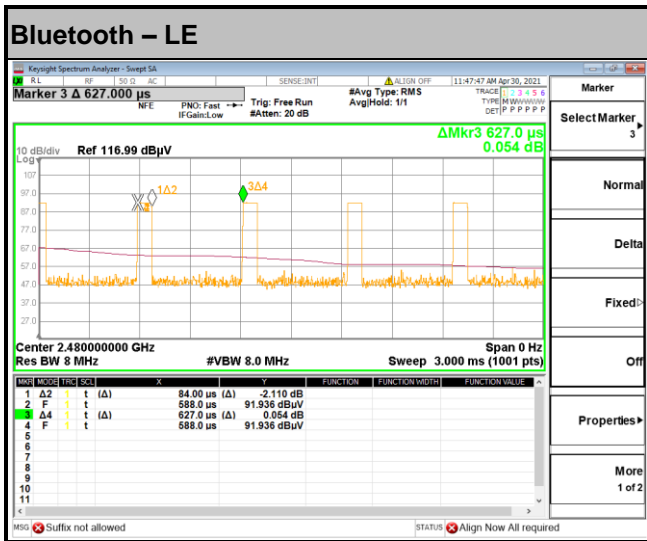 Bluetooth – LE
Keysight Spectrum Analyzer - Swept SA
RL RF 50 Ω AC SENSE:INT ALIGN OFF 11:47:47 AM Apr 30, 2021
Marker 3 Δ 627.000 μs
NFE PNO: Fast Trig: Free Run #Avg Type: RMS TRACE 1 2 3 4 5 6
IFGain:Low #Atten: 20 dB Avg|Hold: 1/1 TYPE MWWWWW
DET P P P P P P
ΔMkr3 627.0 μs
0.054 dB
10 dB/div Ref 116.99 dBμV
Log
107
97.0
87.0
77.0
67.0
57.0
47.0
37.0
27.0
1Δ2
3Δ4
Center 2.480000000 GHz Span 0 Hz
Res BW 8 MHz #VBW 8.0 MHz Sweep 3.000 ms (1001 pts)
MKR MODE TRC SCL X Y FUNCTION FUNCTION WIDTH FUNCTION VALUE
1 Δ2 1 t (Δ) 84.00 μs (Δ) -2.110 dB
2 F 1 t 588.0 μs 91.936 dBμV
3 Δ4 1 t (Δ) 627.0 μs (Δ) 0.054 dB
4 F 1 t 588.0 μs 91.936 dBμV
5
6
7
8
9
10
11
MSG Suffix not allowed STATUS Align Now All required
Marker
Select Marker
3
Normal
Delta
Fixed
Off
Properties
More
1 of 2